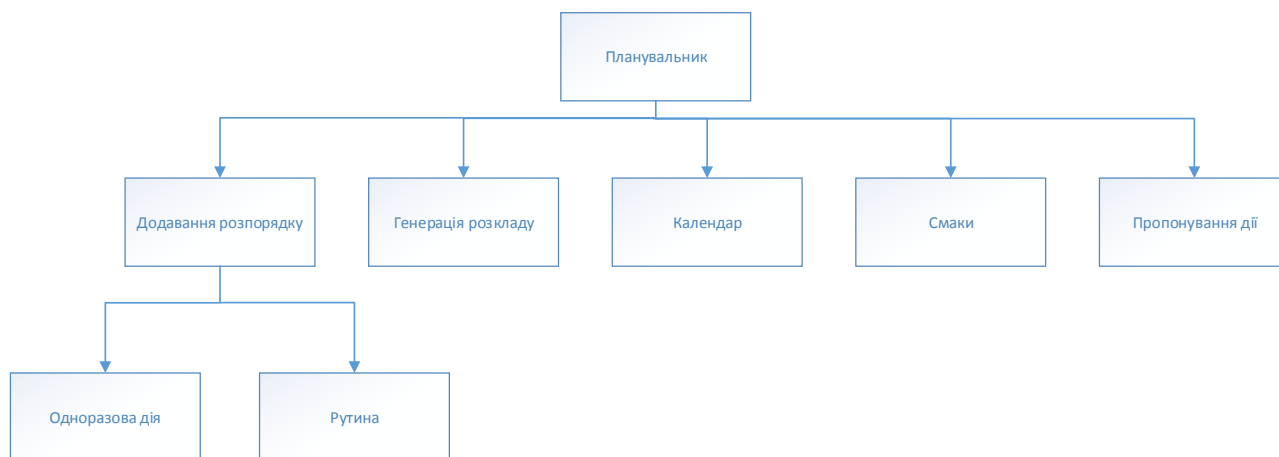 Планувальник
Додавання розпорядку
Генерація розкладу
Календар
Смаки
Пропонування дії
Одноразова дія
Рутина